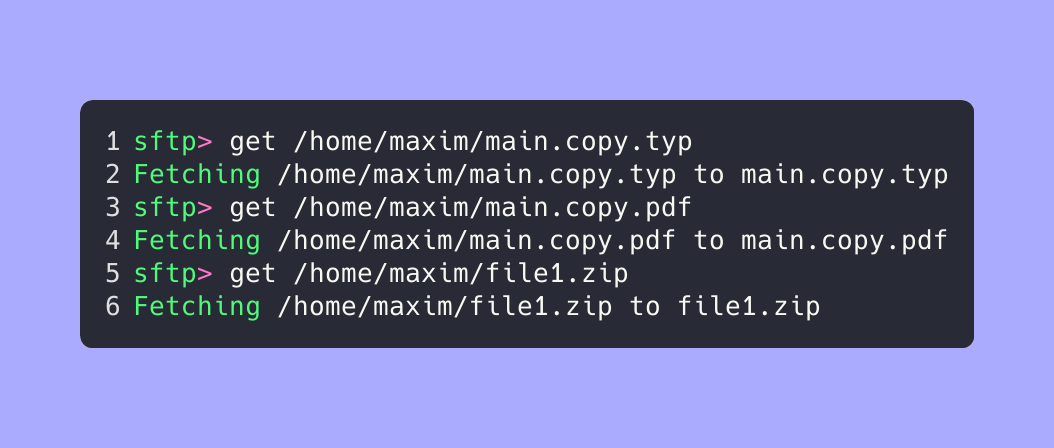 1 sftp> get /home/maxim/main.copy.typ
2 Fetching /home/maxim/main.copy.typ to main.copy.typ
3 sftp> get /home/maxim/main.copy.pdf
4 Fetching /home/maxim/main.copy.pdf to main.copy.pdf
5 sftp> get /home/maxim/file1.zip
6 Fetching /home/maxim/file1.zip to file1.zip